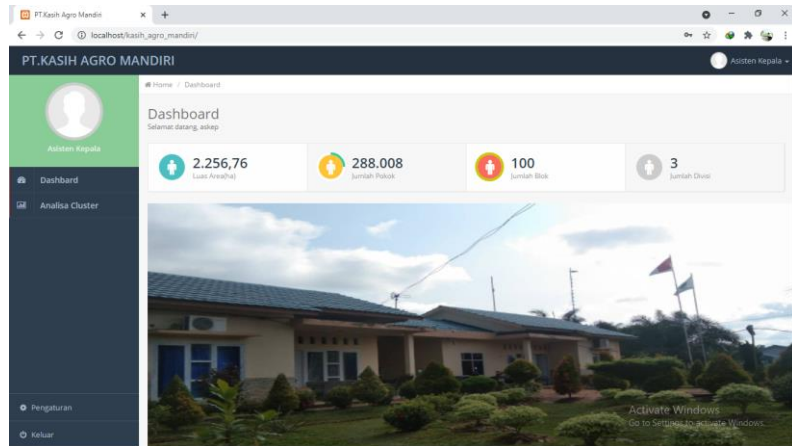 PT.Kasih Agro Mandiri
localhost/kasih_agro_mandiri/
PT.KASIH AGRO MANDIRI
Asisten Kepala
Home / Dashboard
Dashboard
Selamat datang, askep
Asisten Kepala
2.256,76
Luas Area(ha)
288.008
Jumlah Pokok
100
Jumlah Blok
3
Jumlah Divisi
Dashbard
Analisa Cluster
Pengaturan
Keluar
Activate Windows
Go to Settings to activate Windows.